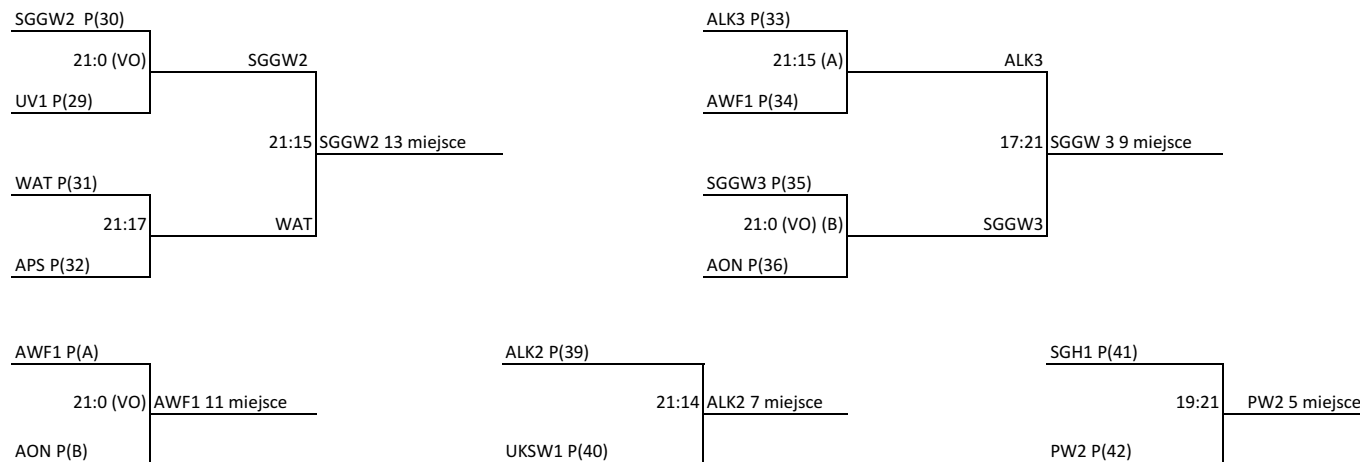 SGGW2 P(30)
21:0 (VO)
SGGW2
UV1 P(29)
21:15
SGGW2 13 miejsce
WAT P(31)
21:17
WAT
APS P(32)
ALK3 P(33)
21:15 (A)
ALK3
AWF1 P(34)
17:21
SGGW 3 9 miejsce
SGGW3 P(35)
21:0 (VO) (B)
SGGW3
AON P(36)
AWF1 P(A)
21:0 (VO)
AWF1 11 miejsce
AON P(B)
ALK2 P(39)
21:14
ALK2 7 miejsce
UKSW1 P(40)
SGH1 P(41)
19:21
PW2 5 miejsce
PW2 P(42)